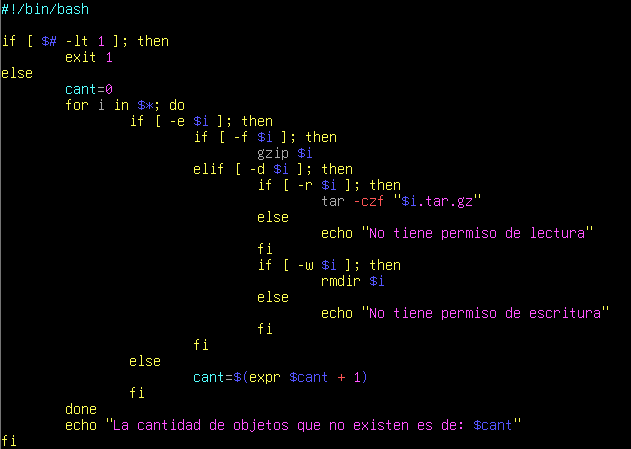 #!/bin/bash

if [ $# -lt 1 ]; then
        exit 1
else
        cant=0
        for i in $*; do
                if [ -e $i ]; then
                        if [ -f $i ]; then
                                gzip $i
                        elif [ -d $i ]; then
                                if [ -r $i ]; then
                                        tar -czf "$i.tar.gz"
                                else
                                        echo "No tiene permiso de lectura"
                                fi
                                if [ -w $i ]; then
                                        rmdir $i
                                else
                                        echo "No tiene permiso de escritura"
                                fi
                        fi
                else
                        cant=$(expr $cant + 1)
                fi
        done
        echo "La cantidad de objetos que no existen es de: $cant"
fi